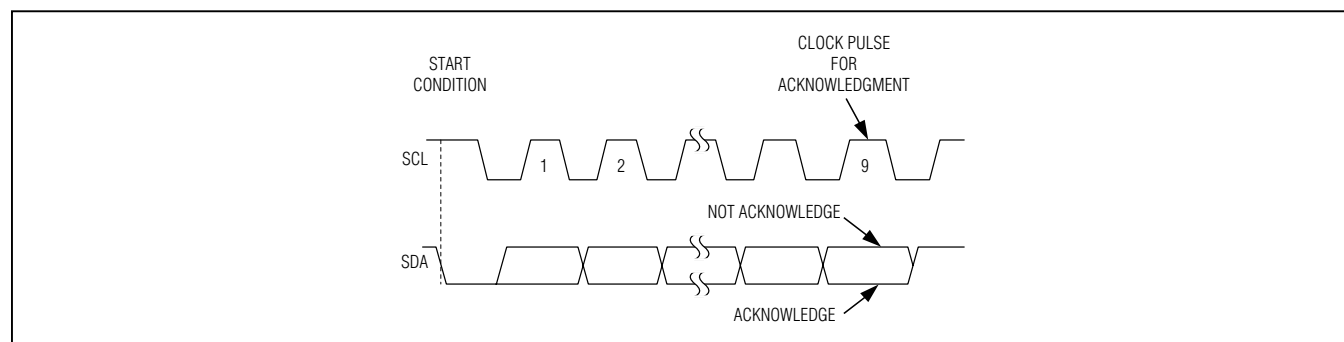 START
CONDITION
CLOCK PULSE
FOR
ACKNOWLEDGMENT
SCL
1
2
9
NOT ACKNOWLEDGE
SDA
ACKNOWLEDGE